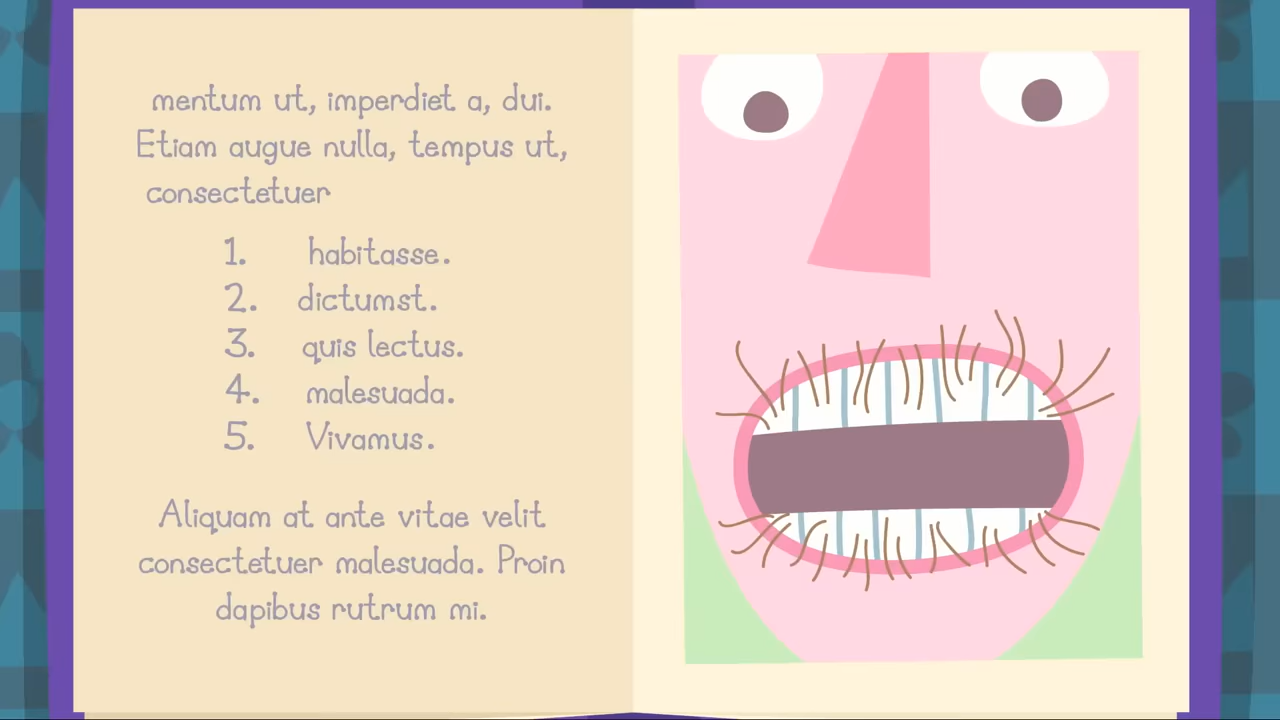 mentum ut, imperdiet a, dui.
Etiam augue nulla, tempus ut,
consectetuer
1. habitasse.
2. dictumst.
3. quis lectus.
4. malesuada.
5. Vivamus.
Aliquam at ante vitae velit
consectetuer malesuada. Proin
dapibus rutrum mi.